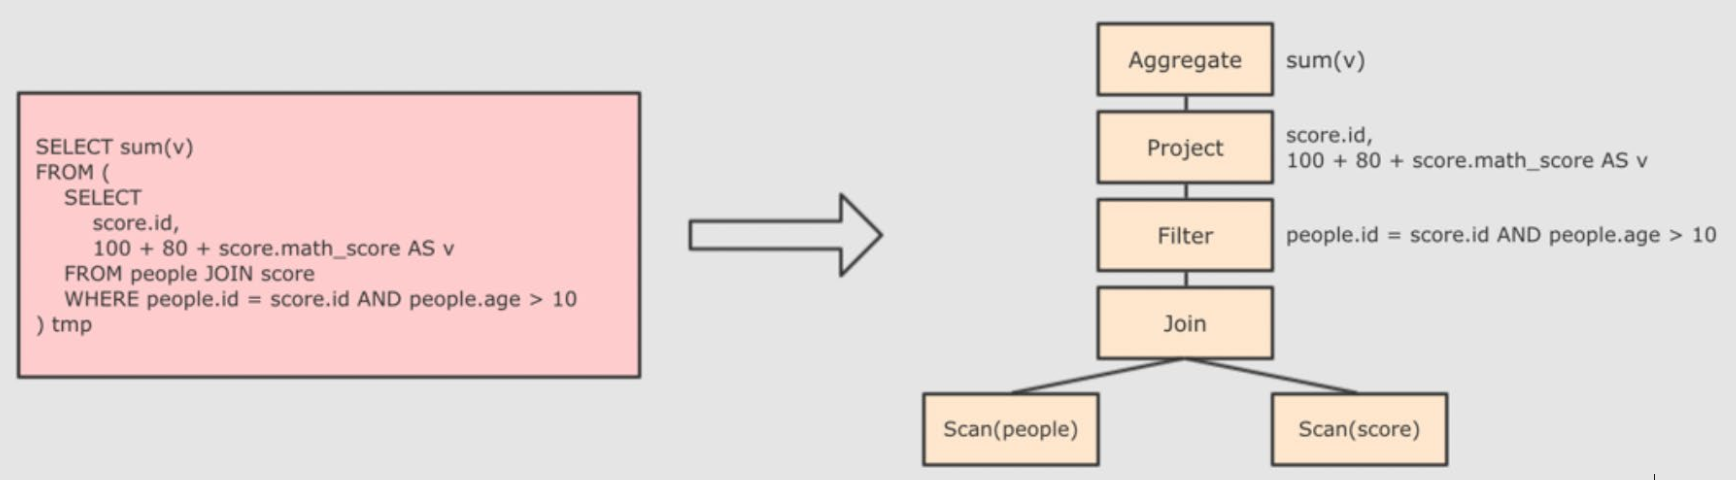 SELECT sum(v)
FROM (
SELECT
score.id,
100 + 80 + score.math_score AS v
FROM people JOIN score
WHERE people.id = score.id AND people.age > 10
) tmp
Aggregate
sum(v)
Project
score.id,
100 + 80 + score.math_score AS v
Filter
people.id = score.id AND people.age > 10
Join
Scan(people)
Scan(score)